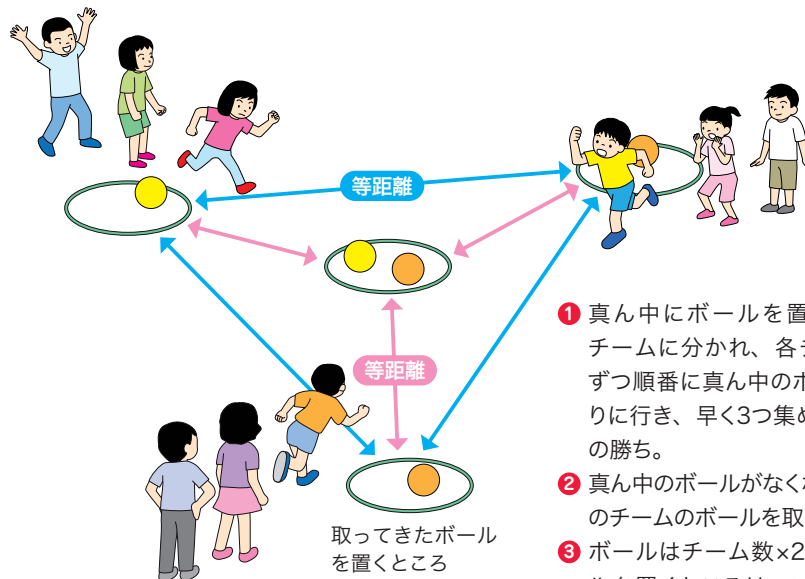 等距離
等距離
取ってきたボール
を置くところ
❶ 真ん中にボールを置
チームに分かれ、各
ずつ順番に真ん中の
りに行き、早く3つ集
の勝ち。
❷ 真ん中のボールがなく
のチームのボールを取
❸ ボールはチーム数×2